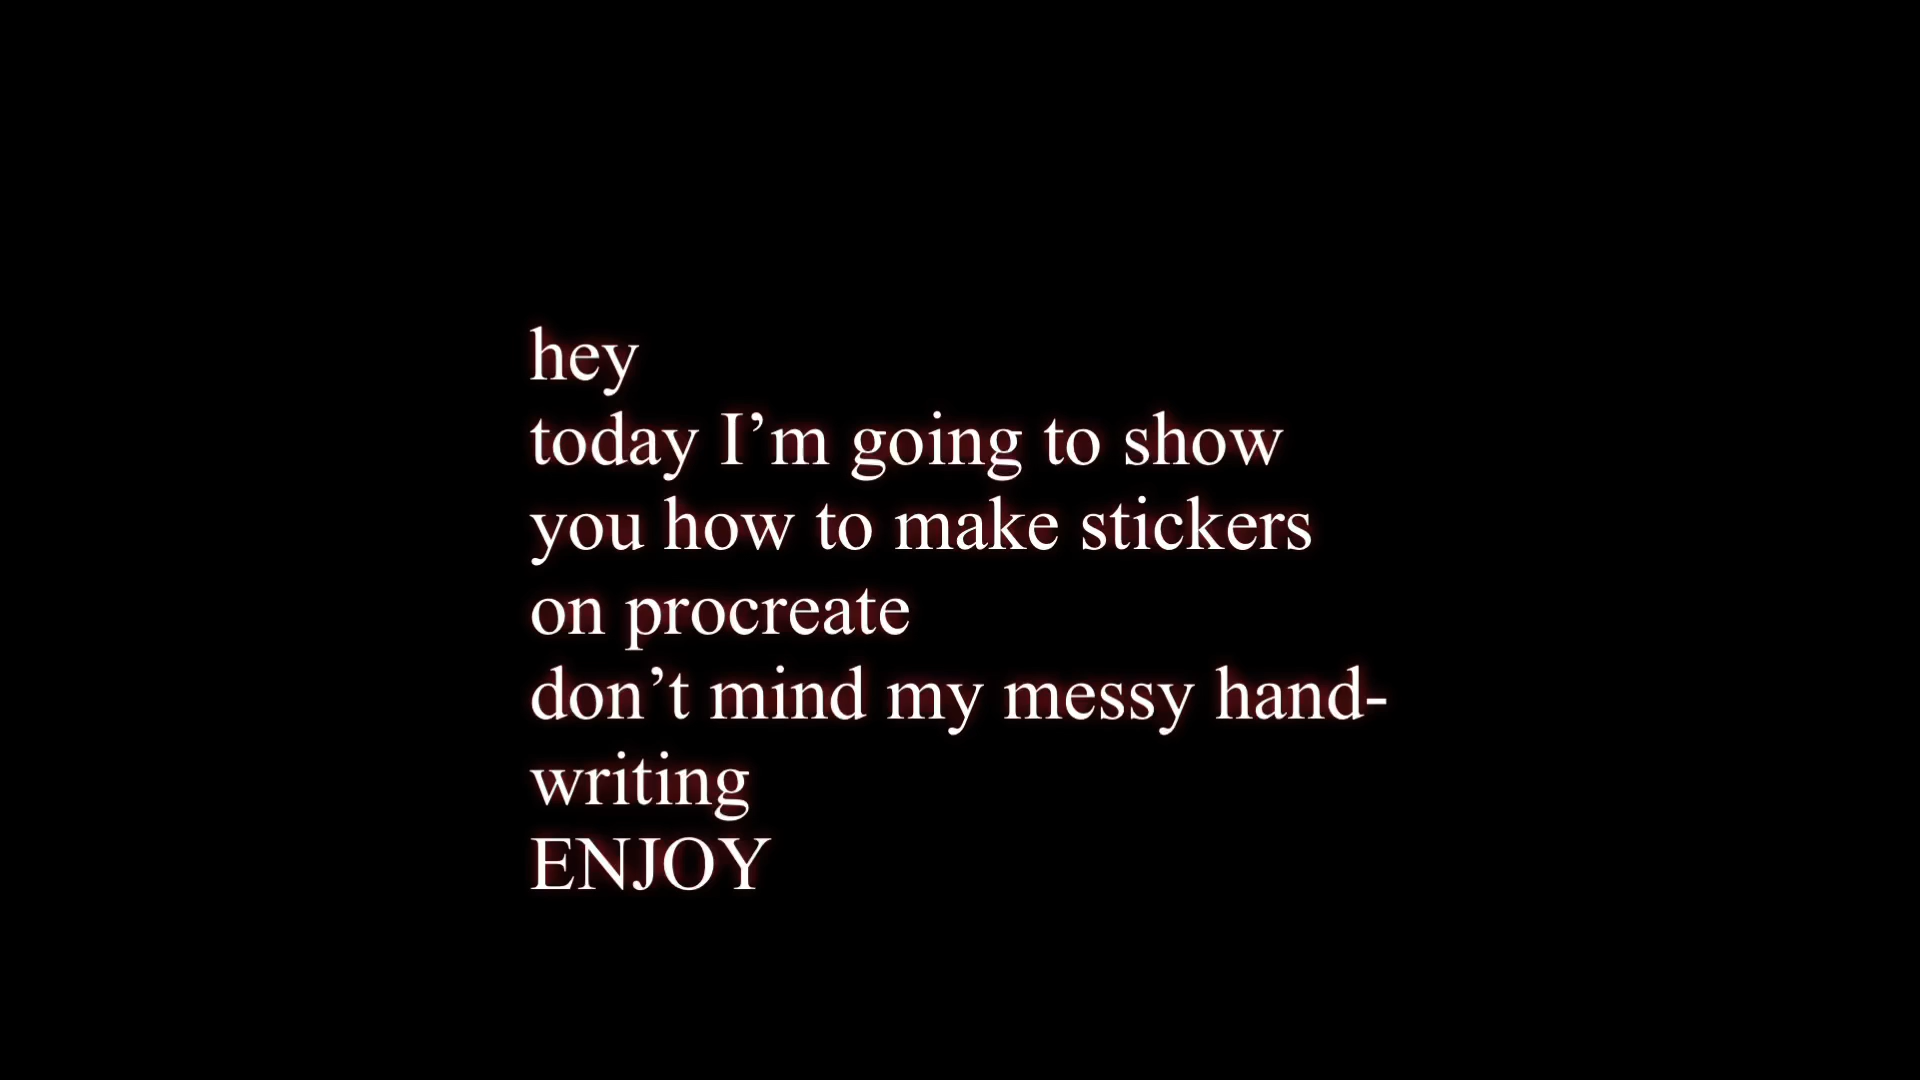 hey
today I’m going to show
you how to make stickers
on procreate
don’t mind my messy hand-
writing
ENJOY